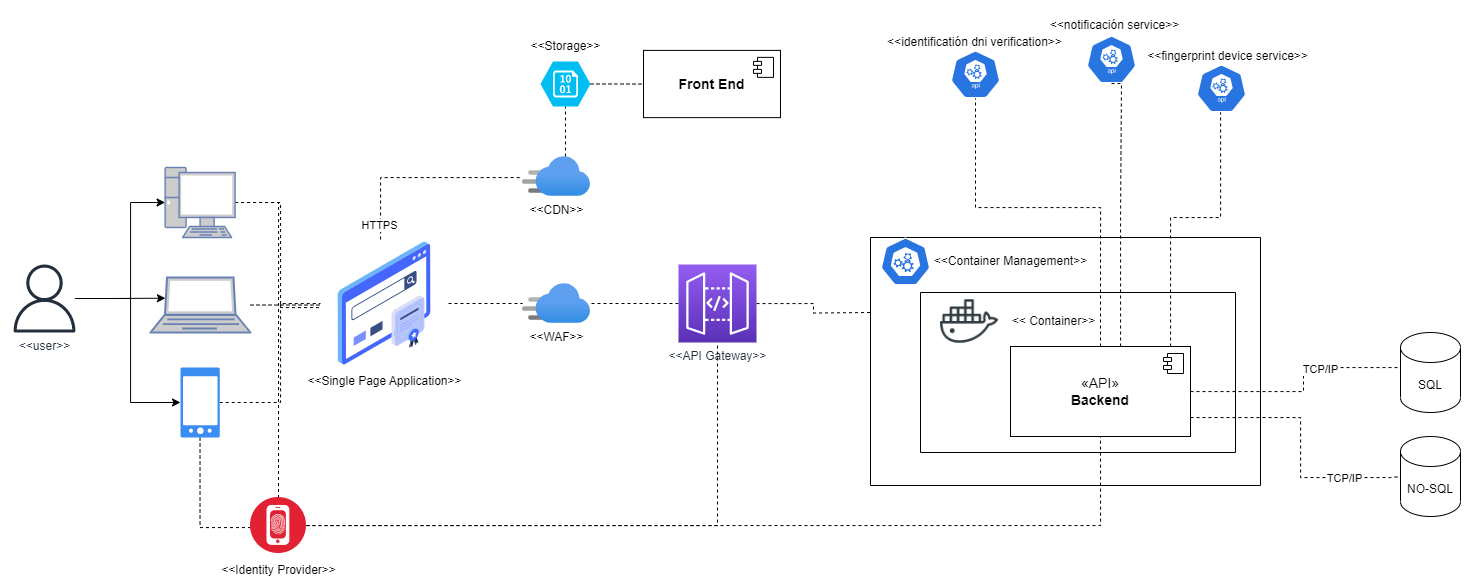 <<notificación service>>
<<Storage>>
<<identificatión dni verification>>
<<fingerprint device service>>
10
01
Front End
api
api
api
<<CDN>>
HTTPS
<<Container Management>>
</>
<< Container>>
<<user>>
<<WAF>>
<<API Gateway>>
<<Single Page Application>>
«API»
Backend
TCP/IP
SQL
TCP/IP
NO-SQL
<<Identity Provider>>